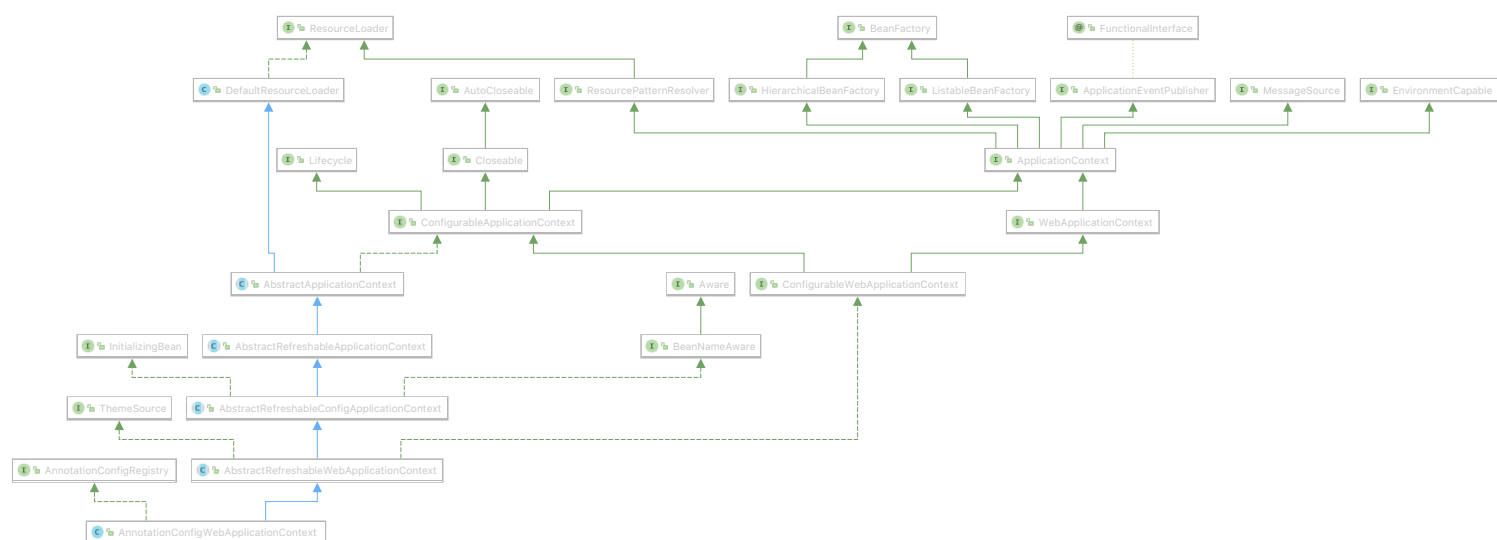 I ResourceLoader
I BeanFactory
@ FunctionalInterface
C DefaultResourceLoader
I AutoCloseable
I ResourcePatternResolver
I HierarchicalBeanFactory
I ListableBeanFactory
I ApplicationEventPublisher
I MessageSource
I EnvironmentCapable
I Lifecycle
I Closeable
I ApplicationContext
I ConfigurableApplicationContext
I WebApplicationContext
C AbstractApplicationContext
I Aware
I ConfigurableWebApplicationContext
I InitializingBean
C AbstractRefreshableApplicationContext
I BeanNameAware
I ThemeSource
C AbstractRefreshableConfigApplicationContext
I AnnotationConfigRegistry
C AbstractRefreshableWebApplicationContext
C AnnotationConfigWebApplicationContext